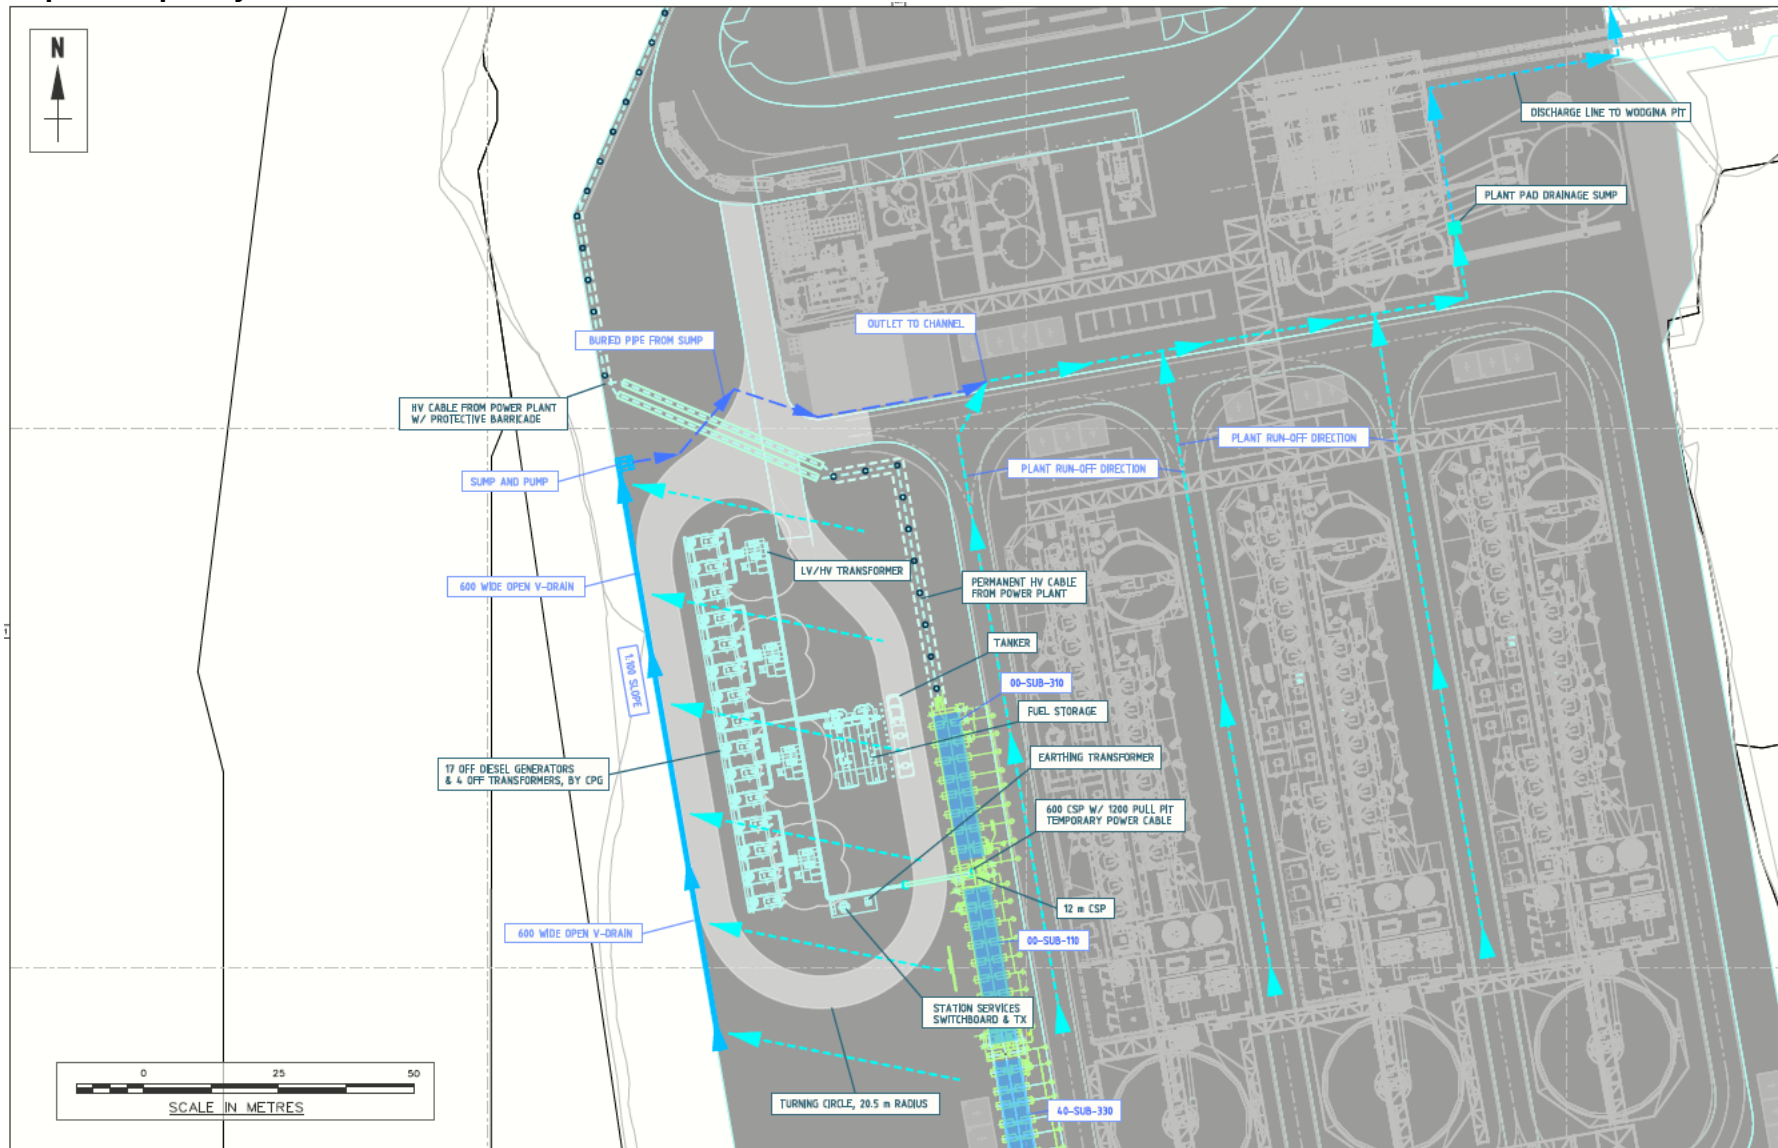 N
DISCHARGE LINE TO WODGINA PIT
PLANT PAD DRAINAGE SUMP
OUTLET TO CHANNEL
BURIED PIPE FROM SUMP
HV CABLE FROM POWER PLANT
W/ PROTECTIVE BARRICADE
PLANT RUN-OFF DIRECTION
PLANT RUN-OFF DIRECTION
SUMP AND PUMP
LV/HV TRANSFORMER
600 WIDE OPEN V-DRAIN
PERMANENT HV CABLE
FROM POWER PLANT
TANKER
1:100 SLOPE
00-SUB-310
FUEL STORAGE
EARTHING TRANSFORMER
17 OFF DIESEL GENERATORS
& 4 OFF TRANSFORMERS, BY CPG
600 CSP W/ 1200 PULL PIT
TEMPORARY POWER CABLE
12 m CSP
600 WIDE OPEN V-DRAIN
00-SUB-110
STATION SERVICES
SWITCHBOARD & TX
0 25 50
SCALE IN METRES
TURNING CIRCLE, 20.5 m RADIUS
40-SUB-330